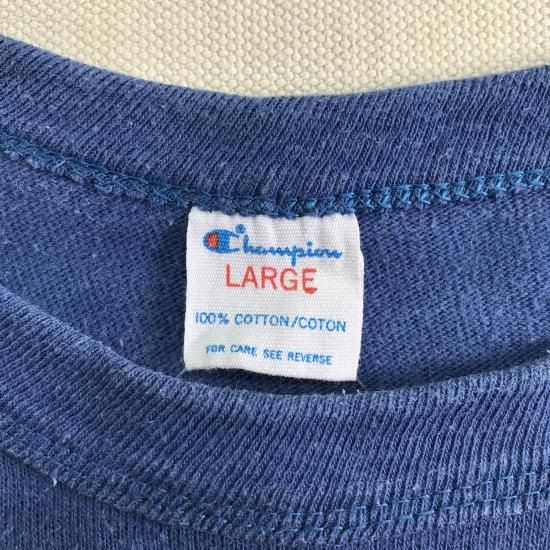 Champion
LARGE
100% COTTON/COTON
FOR CARE SEE REVERSE